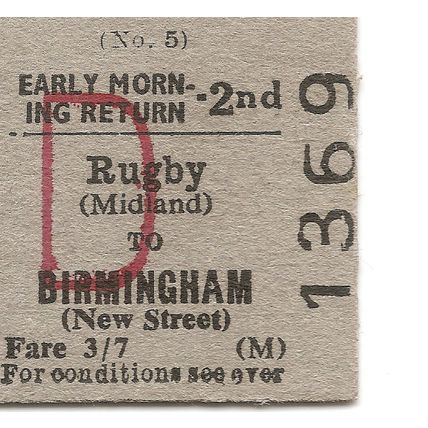 (No. 5)
EARLY MORN-
ING RETURN -2nd
Rugby
(Midland)
TO
BIRMINGHAM
(New Street)
Fare 3/7 (M)
For conditions see over
D
1369